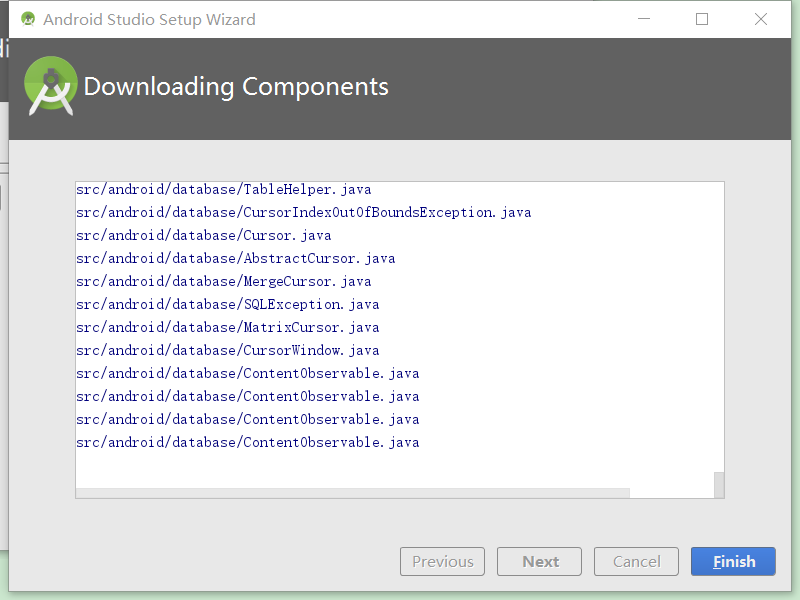 Android Studio Setup Wizard
Downloading Components
src/android/database/TableHelper.java
src/android/database/CursorIndexOutOfBoundsException.java
src/android/database/Cursor.java
src/android/database/AbstractCursor.java
src/android/database/MergeCursor.java
src/android/database/SQLException.java
src/android/database/MatrixCursor.java
src/android/database/CursorWindow.java
src/android/database/ContentObservable.java
src/android/database/ContentObservable.java
src/android/database/ContentObservable.java
src/android/database/ContentObservable.java
Previous Next Cancel Finish